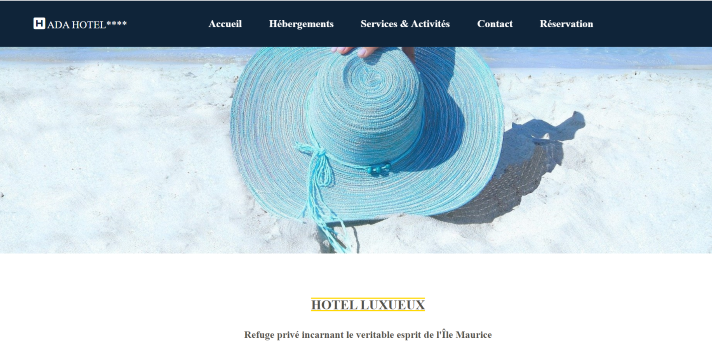 H ADA HOTEL****
Accueil Hébergements Services & Activités Contact Réservation
HOTEL LUXUEUX
Refuge privé incarnant le veritable esprit de l'Île Maurice